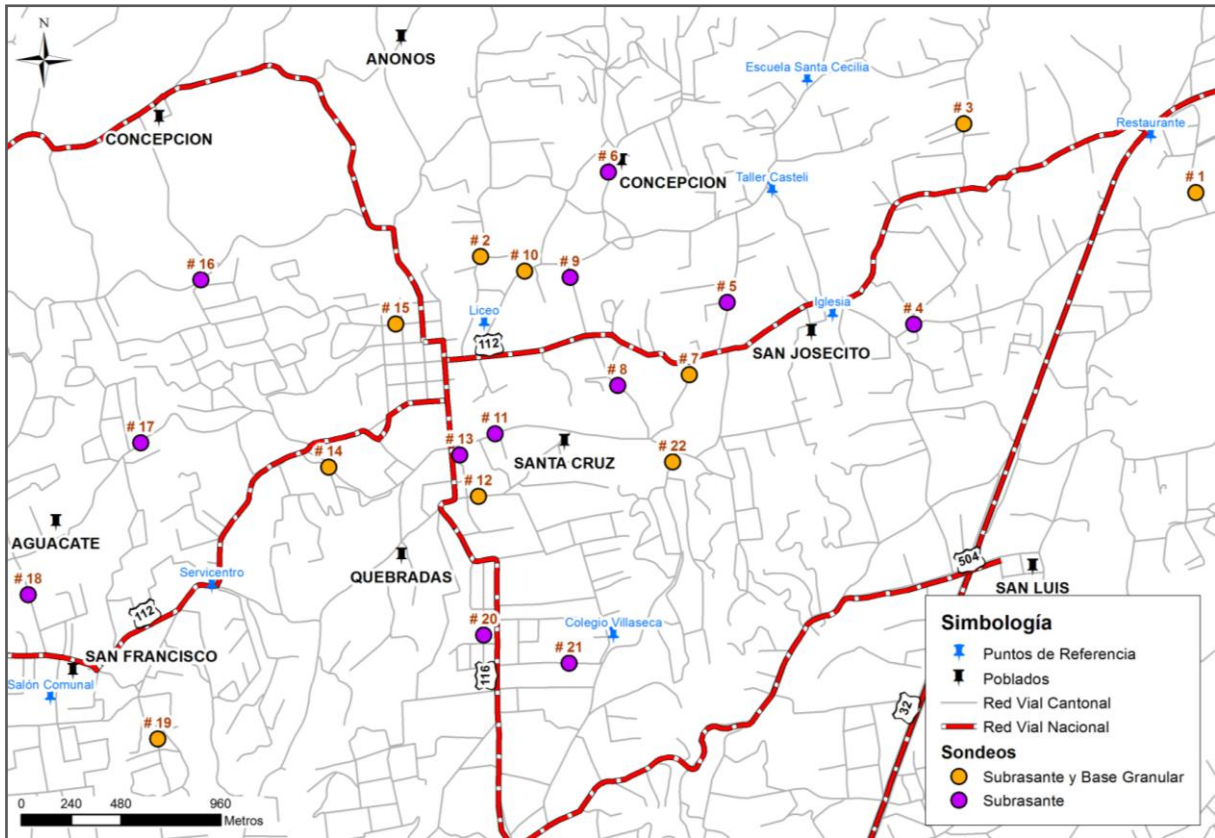 N
ANONOS
Escuela Santa Cecilia
CONCEPCION
# 3
Restaurante
# 6
CONCEPCION
Taller Casteli
# 1
# 2
# 10
# 9
# 16
# 5
# 15
Liceo
Iglesia
# 4
112
SAN JOSECITO
# 7
# 8
# 17
# 11
# 13
SANTA CRUZ
# 22
# 14
# 12
AGUACATE
QUEBRADAS
504
# 18
Servicentro
SAN LUIS
112
# 20
Colegio Villaseca
SAN FRANCISCO
# 21
116
Salón Comunal
32
# 19
0 240 480 960
Metros
Simbología
Puntos de Referencia
Poblados
Red Vial Cantonal
Red Vial Nacional
Sondeos
Subrasante y Base Granular
Subrasante